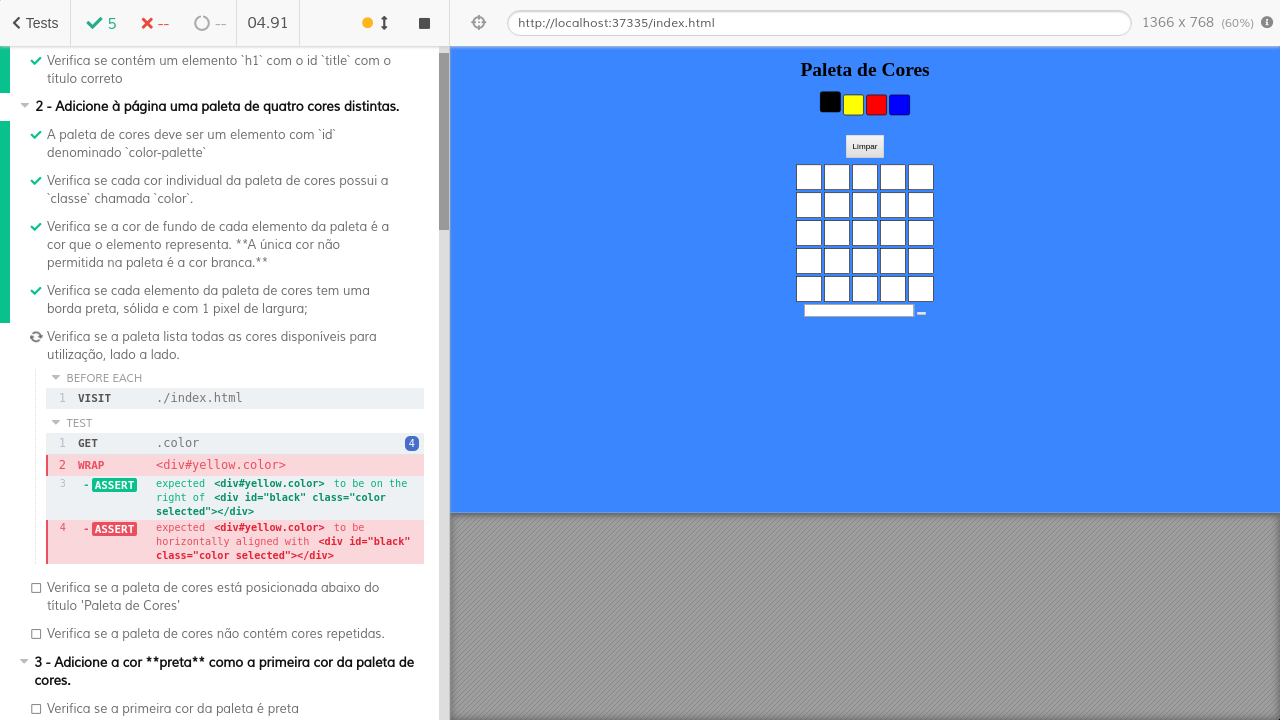 Tests
5
--
--
04.91
http://localhost:37335/index.html
1366 x 768 (60%)
Verifica se contém um elemento `h1` com o id `title` com o
título correto
2 - Adicione à página uma paleta de quatro cores distintas.
A paleta de cores deve ser um elemento com `id`
denominado `color-palette`
Verifica se cada cor individual da paleta de cores possui a
`classe` chamada `color`.
Verifica se a cor de fundo de cada elemento da paleta é a
cor que o elemento representa. **A única cor não
permitida na paleta é a cor branca.**
Verifica se cada elemento da paleta de cores tem uma
borda preta, sólida e com 1 pixel de largura;
Verifica se a paleta lista todas as cores disponíveis para
utilização, lado a lado.
BEFORE EACH
1 VISIT ./index.html
TEST
1 GET .color 4
2 WRAP <div#yellow.color>
3 -ASSERT expected <div#yellow.color> to be on the
right of <div id="black" class="color
selected"></div>
4 -ASSERT expected <div#yellow.color> to be
horizontally aligned with <div id="black"
class="color selected"></div>
Verifica se a paleta de cores está posicionada abaixo do
título 'Paleta de Cores'
Verifica se a paleta de cores não contém cores repetidas.
3 - Adicione a cor **preta** como a primeira cor da paleta de
cores.
Verifica se a primeira cor da paleta é preta
Paleta de Cores
Limpar